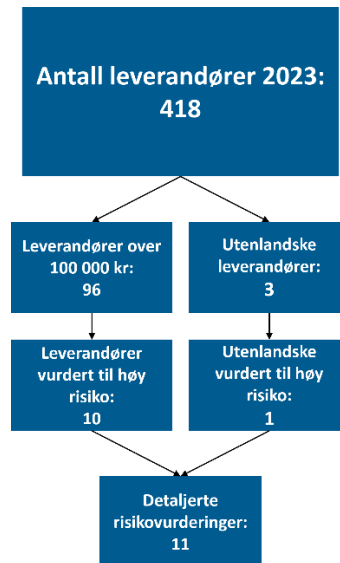 Antall leverandører 2023:
418
Leverandører over
100 000 kr:
96
Utenlandske
leverandører:
3
Leverandører
vurdert til høy
risiko:
10
Utenlandske
vurdert til høy
risiko:
1
Detaljerte
risikovurderinger:
11